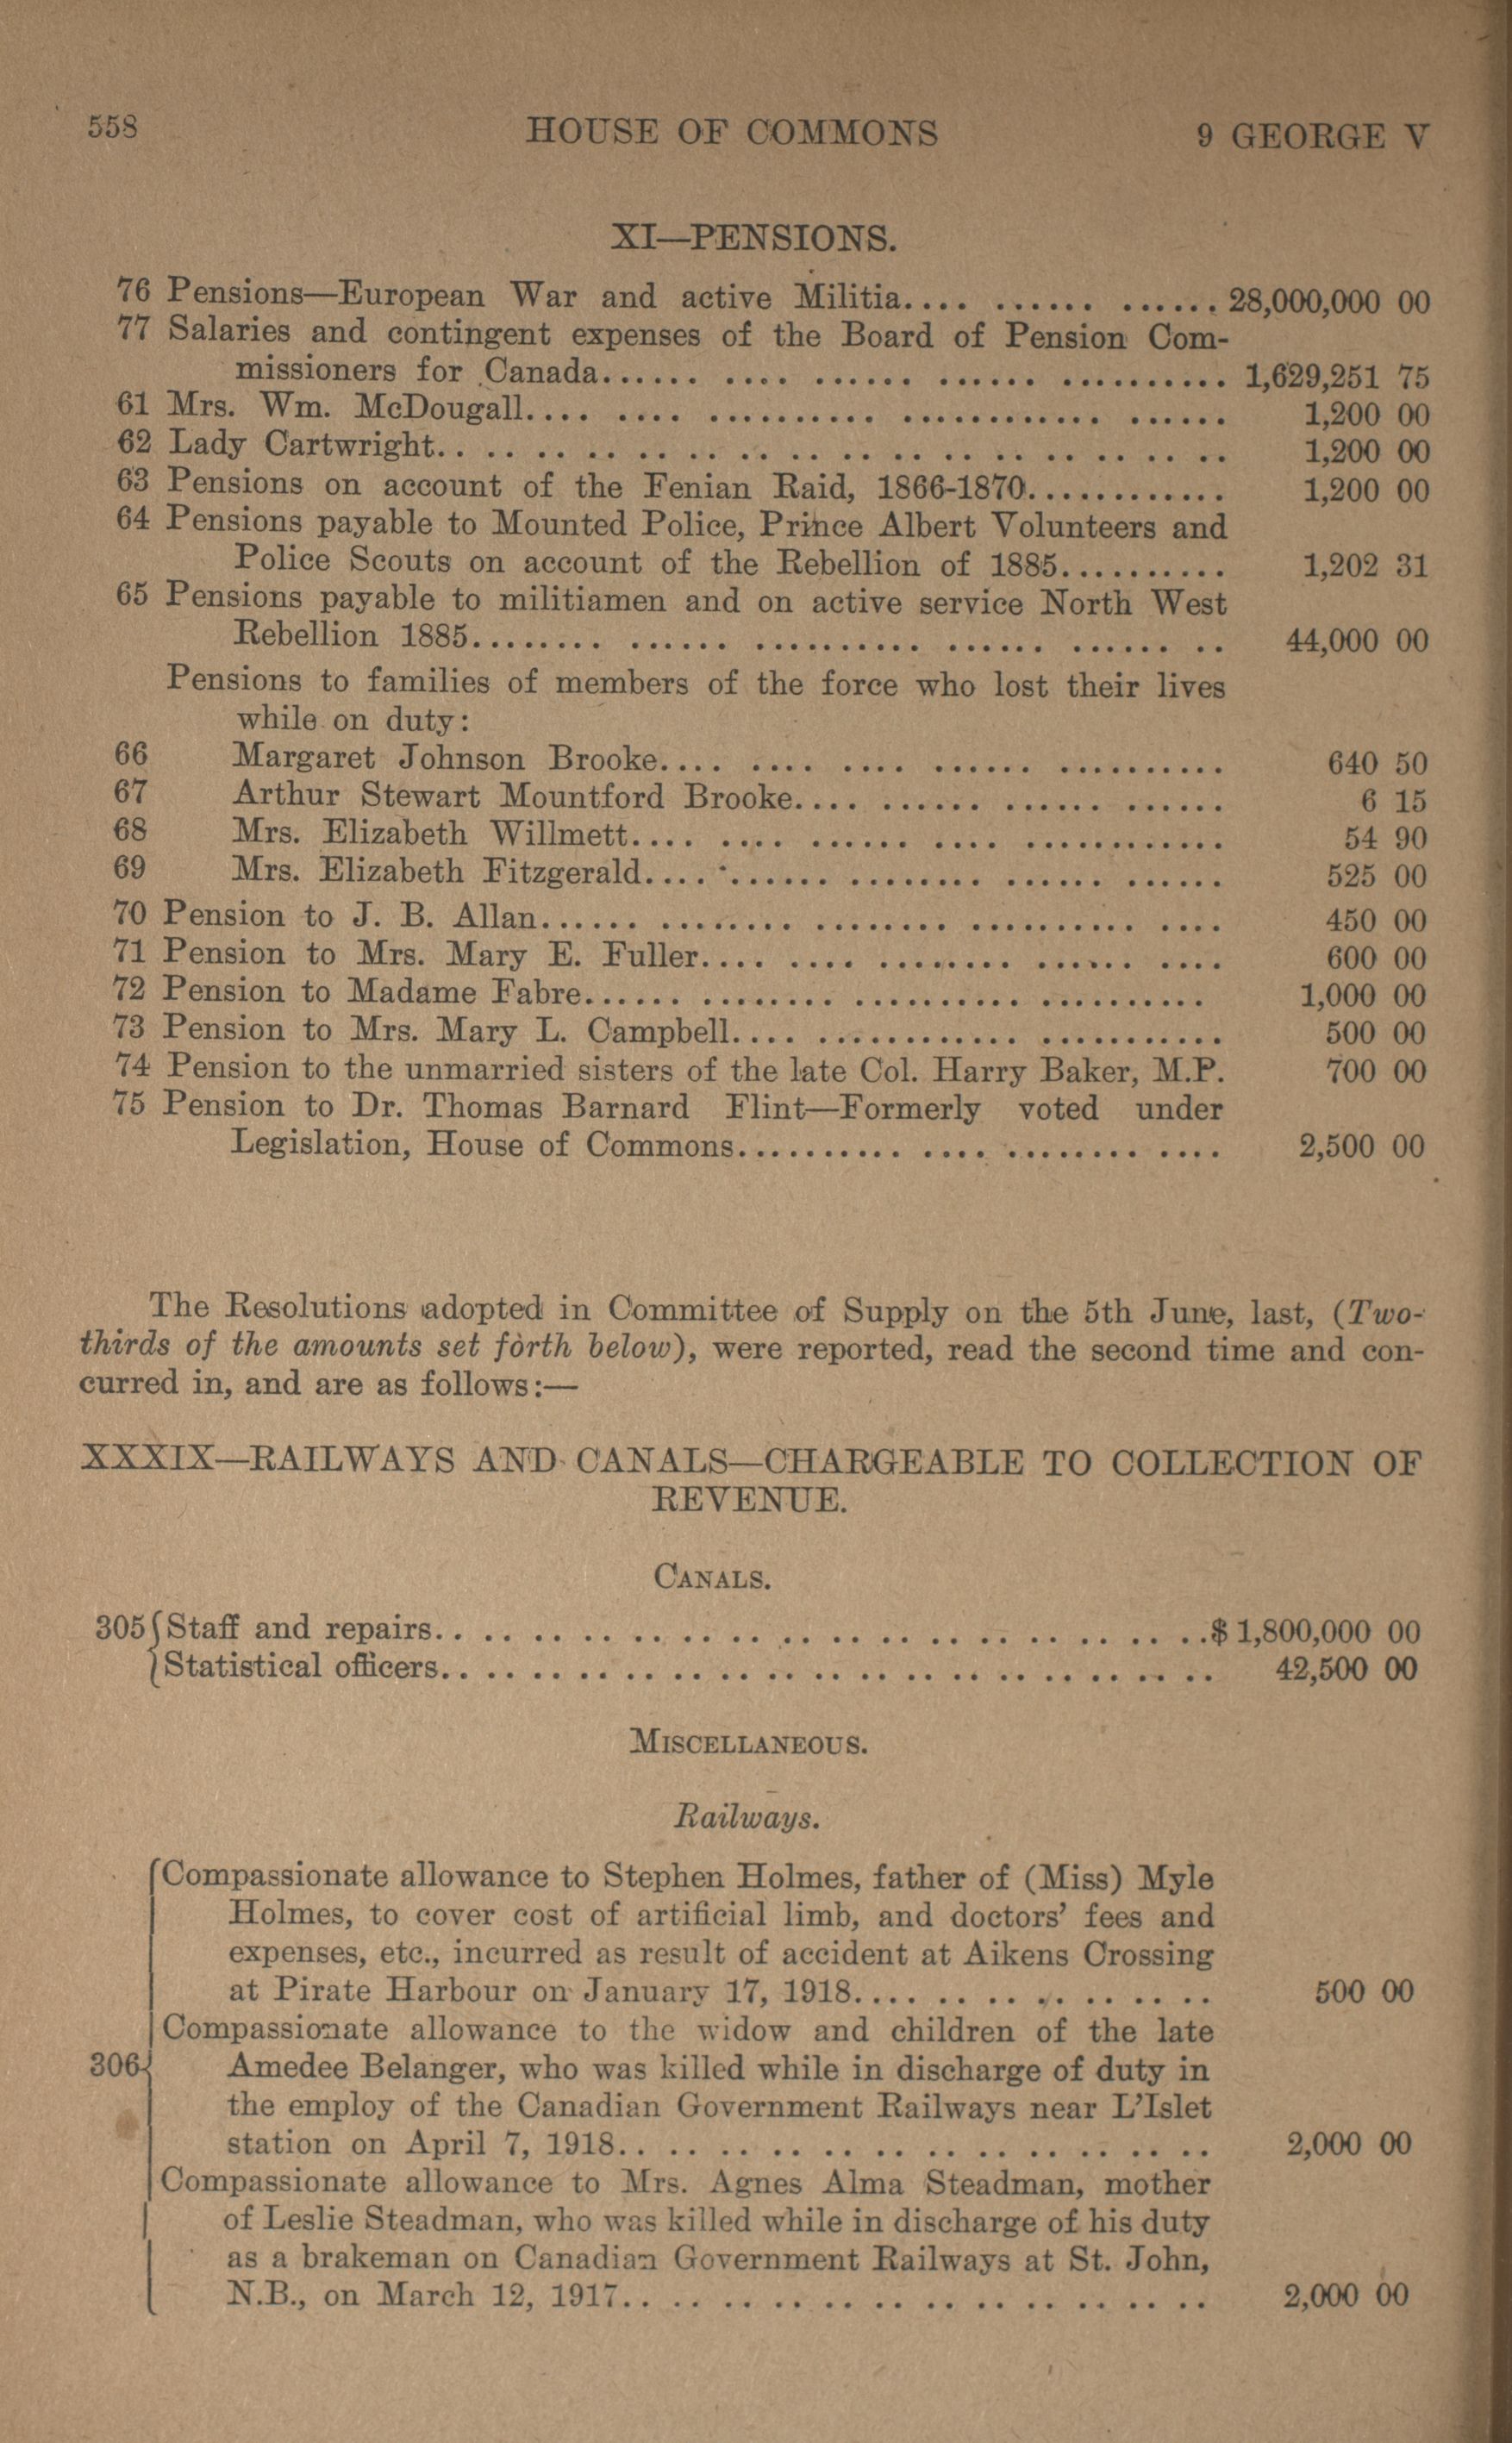 558 HOUSE OF COMMONS 9 GEORGE V
XI—PENSIONS.
76 Pensions—European War and active Militia.... ...... ......28,000,000 00
77 Salaries and contingent expenses of the Board of Pension Com-
missioners for Canada...... .... ...... ...... .......... 1,629,251 75
61 Mrs. Wm. McDougall.... .... .......... ............ ...... 1,200 00
62 Lady Cartwright.. .. .. .. .. .. .. .. .. .. .. .. .. .. .. .. 1,200 00
63 Pensions on account of the Fenian Raid, 1866-1870............ 1,200 00
64 Pensions payable to Mounted Police, Prince Albert Volunteers and
Police Scouts on account of the Rebellion of 1885.......... 1,202 31
65 Pensions payable to militiamen and on active service North West
Rebellion 1885........ ...... .......... ...... ...... .. 44,000 00
Pensions to families of members of the force who lost their lives
while on duty:
66 Margaret Johnson Brooke.... .... .... ...... .......... 640 50
67 Arthur Stewart Mountford Brooke.... ...... ...... ...... 6 15
68 Mrs. Elizabeth Willmett.... .... ...... .... ............ 54 90
69 Mrs. Elizabeth Fitzgerald.... ...... ........ ...... ...... 525 00
70 Pension to J. B. Allan...... ........ ........ .......... .... 450 00
71 Pension to Mrs. Mary E. Fuller.... .... ........ ...... .... 600 00
72 Pension to Madame Fabre...... ........ .......... .......... 1,000 00
73 Pension to Mrs. Mary L. Campbell.... ............ ........... 500 00
74 Pension to the unmarried sisters of the late Col. Harry Baker, M.P. 700 00
75 Pension to Dr. Thomas Barnard Flint—Formerly voted under
Legislation, House of Commons.......... .... ........ .... 2,500 00
The Resolutions adopted in Committee of Supply on the 5th June, last, (Two-
thirds of the amounts set forth below), were reported, read the second time and con-
curred in, and are as follows:—
XXXIX—RAILWAYS AND CANALS—CHARGEABLE TO COLLECTION OF
REVENUE.
CANALS.
305 { Staff and repairs.. .. .. .. .. .. .. .. .. .. .. .. .. .. .. ..$ 1,800,000 00
Statistical officers.. .. .. .. .. .. .. .. .. .. .. .. .. .. .. .. .. 42,500 00
MISCELLANEOUS.
Railways.
Compassionate allowance to Stephen Holmes, father of (Miss) Myle
Holmes, to cover cost of artificial limb, and doctors' fees and
expenses, etc., incurred as result of accident at Aikens Crossing
at Pirate Harbour on January 17, 1918.... .. .. .. .. .. .. 500 00
Compassionate allowance to the widow and children of the late
306 { Amedee Belanger, who was killed while in discharge of duty in
the employ of the Canadian Government Railways near L'Islet
station on April 7, 1918.. .. .. .. .. .. .. .. .. .. .. .. 2,000 00
Compassionate allowance to Mrs. Agnes Alma Steadman, mother
of Leslie Steadman, who was killed while in discharge of his duty
as a brakeman on Canadian Government Railways at St. John,
N.B., on March 12, 1917.. .. .. .. .. .. .. .. .. .. .. .. 2,000 00